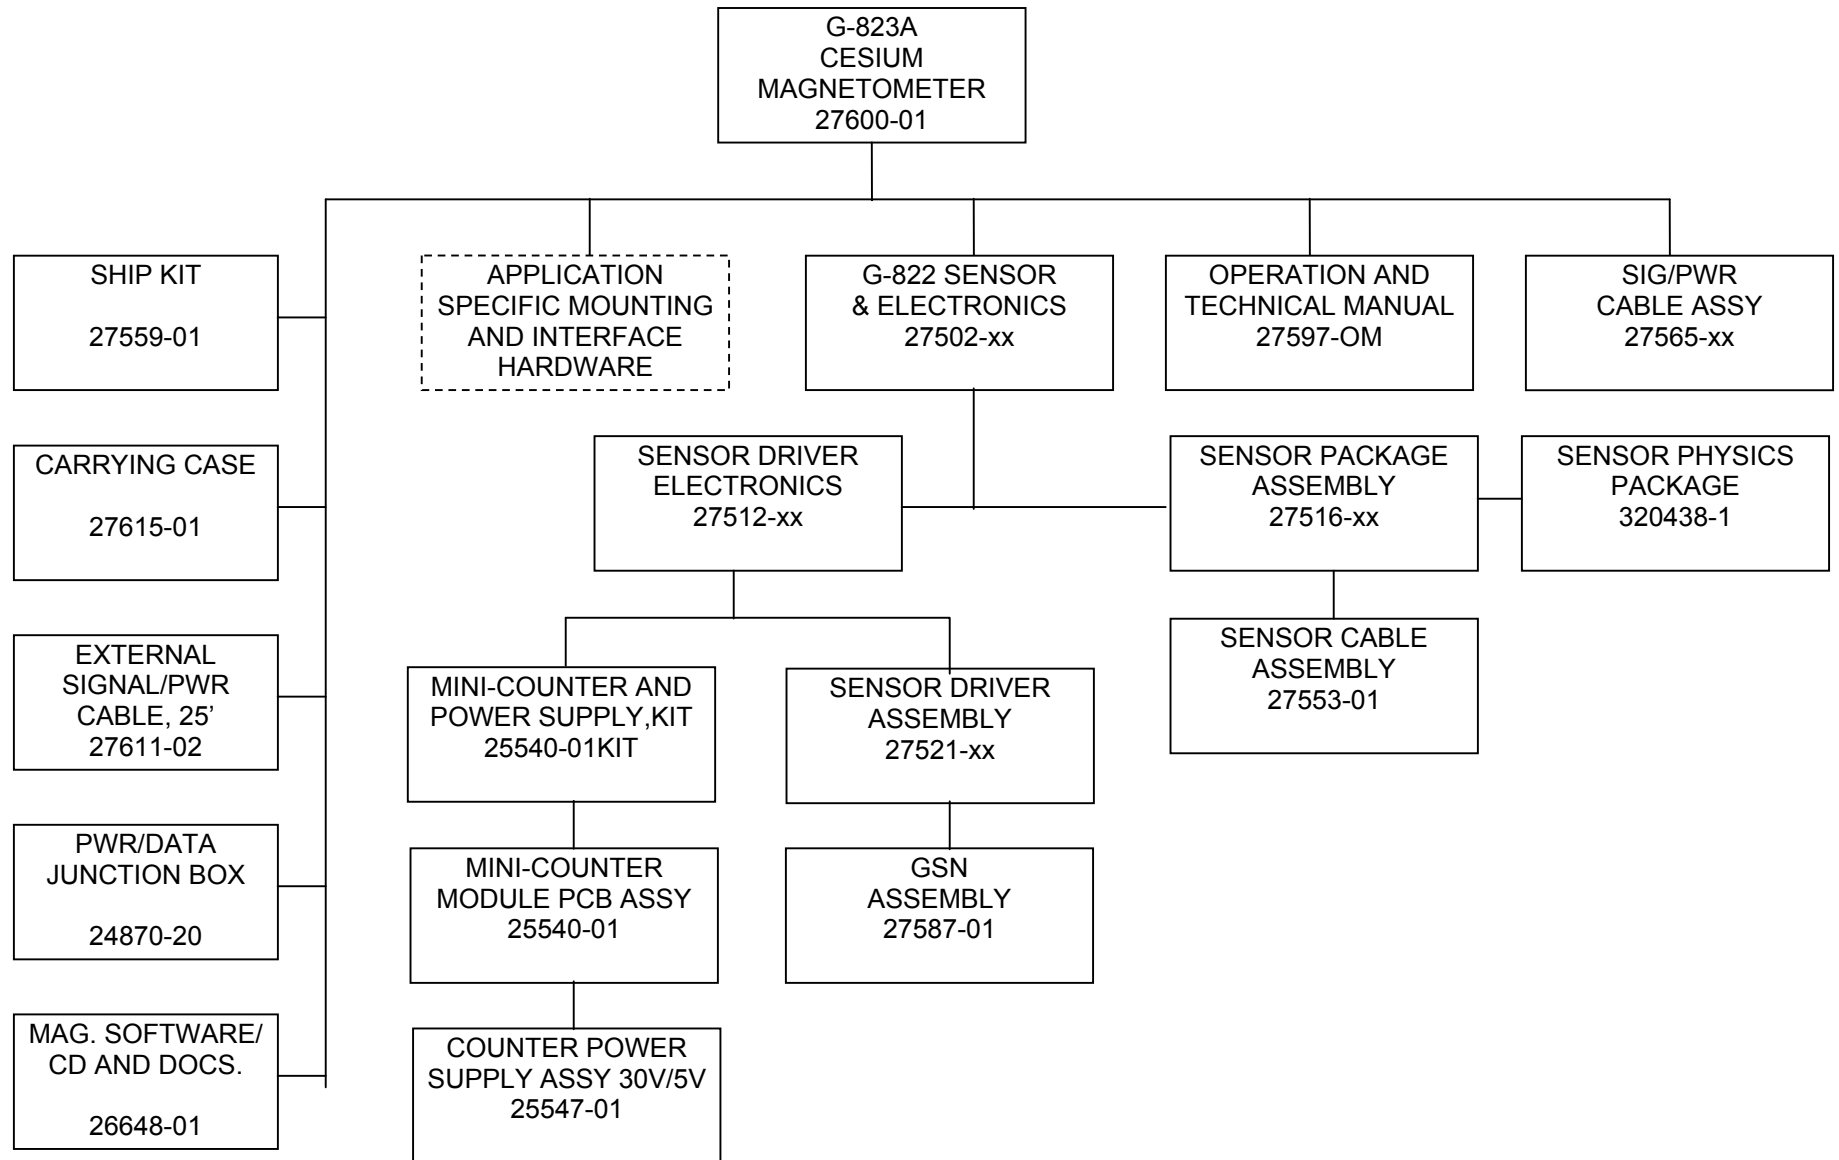 G-823A
CESIUM
MAGNETOMETER
27600-01
SHIP KIT
27559-01
APPLICATION
SPECIFIC MOUNTING
AND INTERFACE
HARDWARE
G-822 SENSOR
& ELECTRONICS
27502-xx
OPERATION AND
TECHNICAL MANUAL
27597-OM
SIG/PWR
CABLE ASSY
27565-xx
CARRYING CASE
27615-01
SENSOR DRIVER
ELECTRONICS
27512-xx
SENSOR PACKAGE
ASSEMBLY
27516-xx
SENSOR PHYSICS
PACKAGE
320438-1
EXTERNAL
SIGNAL/PWR
CABLE, 25’
27611-02
MINI-COUNTER AND
POWER SUPPLY,KIT
25540-01KIT
SENSOR DRIVER
ASSEMBLY
27521-xx
SENSOR CABLE
ASSEMBLY
27553-01
PWR/DATA
JUNCTION BOX
24870-20
MINI-COUNTER
MODULE PCB ASSY
25540-01
GSN
ASSEMBLY
27587-01
MAG. SOFTWARE/
CD AND DOCS.
26648-01
COUNTER POWER
SUPPLY ASSY 30V/5V
25547-01